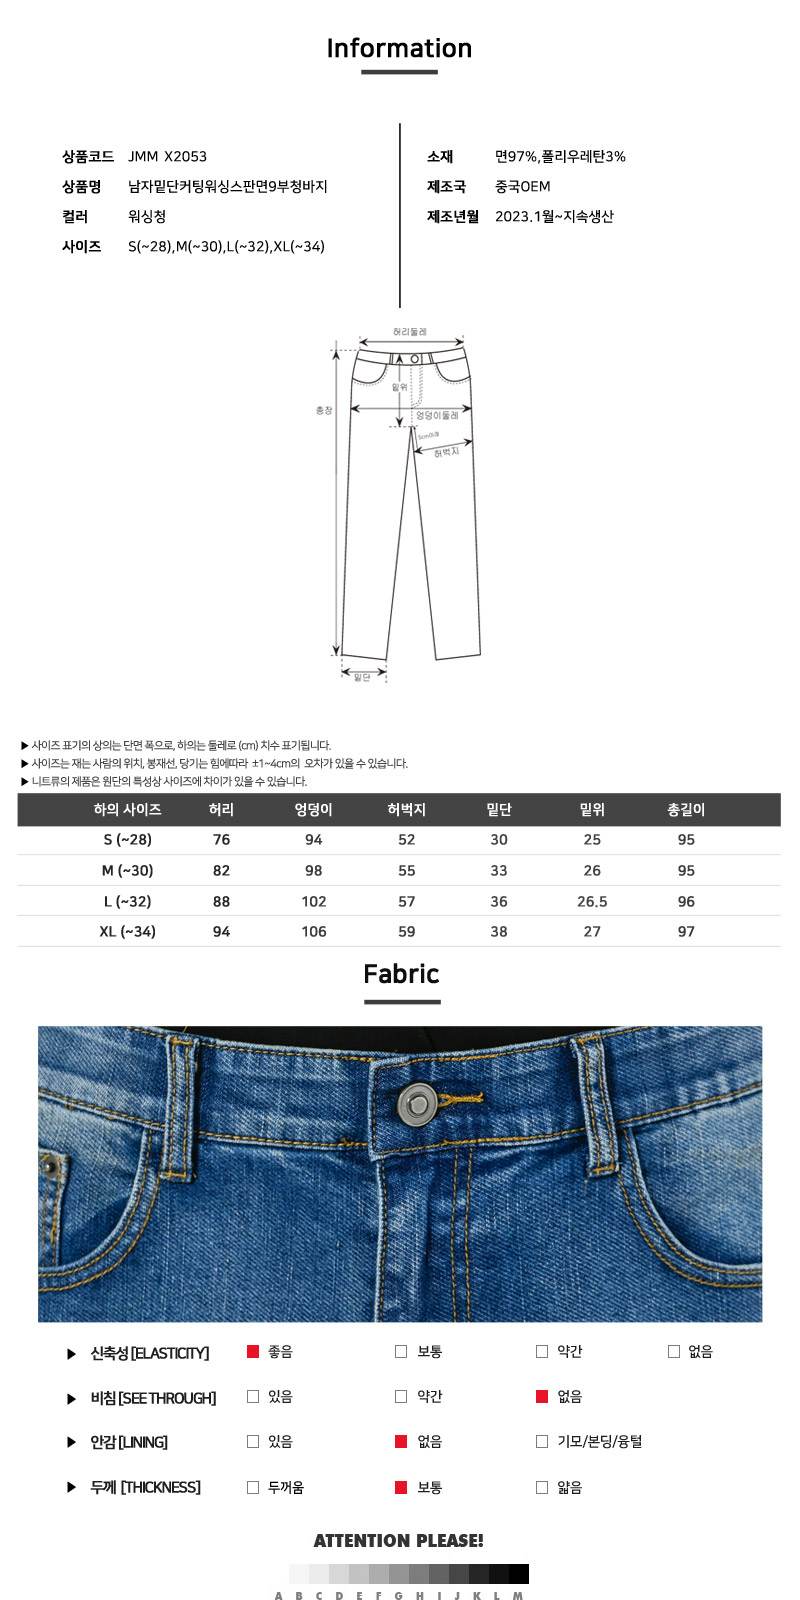 Information
상품코드 JMM X2053
상품명 남자밑단커팅워싱스판면9부청바지
컬러 워싱청
사이즈 S(~28),M(~30),L(~32),XL(~34)
소재 면97%,폴리우레탄3%
제조국 중국OEM
제조년월 2023.1월~지속생산
허리둘레
밑위
총장
엉덩이둘레
허벅지
밑단
▶ 사이즈 표기의 상의는 단면 폭으로, 하의는 둘레로 (cm) 치수 표기됩니다.
▶ 사이즈는 재는 사람의 위치, 봉재선, 당기는 힘에따라 ±1~4cm의 오차가 있을 수 있습니다.
▶ 니트류의 제품은 원단의 특성상 사이즈에 차이가 있을 수 있습니다.
하의 사이즈 허리 엉덩이 허벅지 밑단 밑위 총길이
S (~28) 76 94 52 30 25 95
M (~30) 82 98 55 33 26 95
L (~32) 88 102 57 36 26.5 96
XL (~34) 94 106 59 38 27 97
Fabric
▶ 신축성 [ELASTICITY] 좋음 보통 약간 없음
▶ 비침 [SEE THROUGH] 있음 약간 없음
▶ 안감 [LINING] 있음 없음 기모/본딩/융털
▶ 두께 [THICKNESS] 두꺼움 보통 얇음
ATTENTION PLEASE!
A B C D E F G H I J K L M